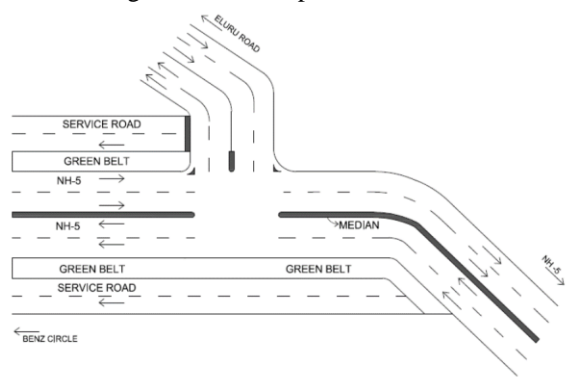 ELURU ROAD
SERVICE ROAD
GREEN BELT
NH-5
NH-5
MEDIAN
NH-5
GREEN BELT
GREEN BELT
SERVICE ROAD
BENZ CIRCLE